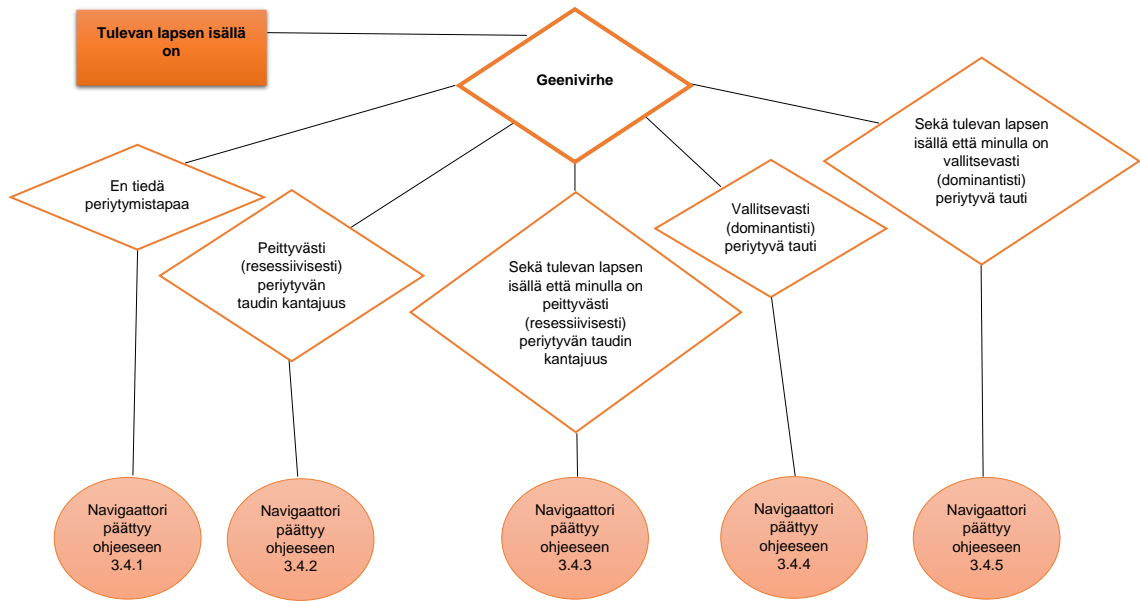 Tulevan lapsen isällä
on
Geenivirhe
En tiedä
periytymistapaa
Peittyvästi
(resessiivisesti)
periytyvän
taudin kantajuus
Sekä tulevan lapsen
isällä että minulla on
peittyvästi
(resessiivisesti)
periytyvän taudin
kantajuus
Vallitsevasti
(dominantisti)
periytyvä tauti
Sekä tulevan lapsen
isällä että minulla on
vallitsevasti
(dominantisti)
periytyvä tauti
Navigaattori
päättyy
ohjeeseen
3.4.1
Navigaattori
päättyy
ohjeeseen
3.4.2
Navigaattori
päättyy
ohjeeseen
3.4.3
Navigaattori
päättyy
ohjeeseen
3.4.4
Navigaattori
päättyy
ohjeeseen
3.4.5